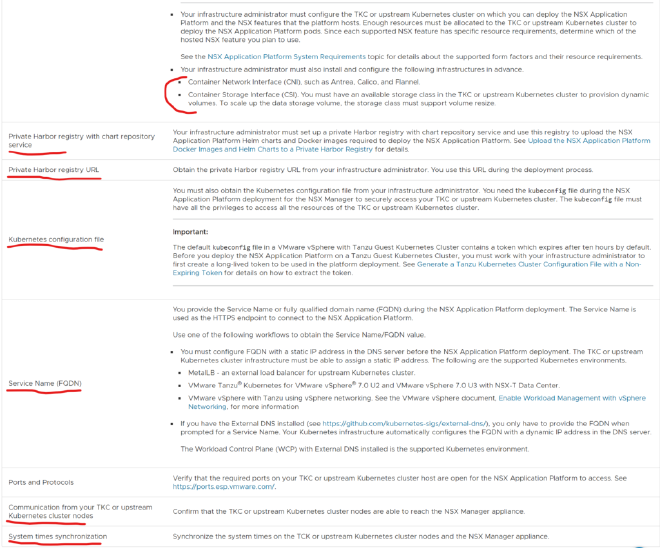 Your infrastructure administrator must configure the TKC or upstream Kubernetes cluster on which you can deploy the NSX Application
Platform and the NSX features that the platform hosts. Enough resources must be allocated to the TKC or upstream Kubernetes cluster to
deploy the NSX Application Platform pods. Since each supported NSX feature has specific resource requirements, determine which of the
hosted NSX feature you plan to use.
See the NSX Application Platform System Requirements topic for details about the supported form factors and their resource requirements.
Your infrastructure administrator must also install and configure the following infrastructures in advance.
Container Network Interface (CNI), such as Antrea, Calico, and Flannel.
Container Storage Interface (CSI). You must have an available storage class in the TKC or upstream Kubernetes cluster to provision dynamic
volumes. To scale up the data storage volume, the storage class must support volume resize.
Private Harbor registry with chart repository
service
Your infrastructure administrator must set up a private Harbor registry with chart repository service and use this registry to upload the NSX
Application Platform Helm charts and Docker images required to deploy the NSX Application Platform. See Upload the NSX Application Platform
Docker Images and Helm Charts to a Private Harbor Registry for details.
Private Harbor registry URL
Obtain the private Harbor registry URL from your infrastructure administrator. You use this URL during the deployment process.
Kubernetes configuration file
You must also obtain the Kubernetes configuration file from your infrastructure administrator. You need the kubeconfig file during the NSX
Application Platform deployment for the NSX Manager to securely access your TKC or upstream Kubernetes cluster. The kubeconfig file must
have all the privileges to access all the resources of the TKC or upstream Kubernetes cluster.
Important:
The default kubeconfig file in a VMware vSphere with Tanzu Guest Kubernetes Cluster contains a token which expires after ten hours by default.
Before you deploy the NSX Application Platform on a Tanzu Guest Kubernetes Cluster, you must work with your infrastructure administrator to
first create a long-lived token to be used in the platform deployment. See Generate a Tanzu Kubernetes Cluster Configuration File with a Non-
Expiring Token for details on how to extract the token.
Service Name (FQDN)
You provide the Service Name or fully qualified domain name (FQDN) during the NSX Application Platform deployment. The Service Name is
used as the HTTPS endpoint to connect to the NSX Application Platform.
Use one of the following workflows to obtain the Service Name/FQDN value.
You must configure FQDN with a static IP address in the DNS server before the NSX Application Platform deployment. The TKC or upstream
Kubernetes cluster infrastructure must be able to assign a static IP address. The following are the supported Kubernetes environments.
MetalLB - an external load balancer for upstream Kubernetes cluster.
VMware Tanzu® Kubernetes for VMware vSphere® 7.0 U2 and VMware vSphere 7.0 U3 with NSX-T Data Center.
VMware vSphere with Tanzu using vSphere networking. See the VMware vSphere document, Enable Workload Management with vSphere
Networking, for more information
If you have the External DNS installed (see https://github.com/kubernetes-sigs/external-dns/), you only have to provide the FQDN when
prompted for a Service Name. Your Kubernetes infrastructure automatically configures the FQDN with a dynamic IP address in the DNS server.
The Workload Control Plane (WCP) with External DNS installed is the supported Kubernetes environment.
Ports and Protocols
Verify that the required ports on your TKC or upstream Kubernetes cluster host are open for the NSX Application Platform to access. See
https://ports.esp.vmware.com/.
Communication from your TKC or upstream
Kubernetes cluster nodes
Confirm that the TKC or upstream Kubernetes cluster nodes are able to reach the NSX Manager appliance.
System times synchronization
Synchronize the system times on the TCK or upstream Kubernetes cluster nodes and the NSX Manager appliance.